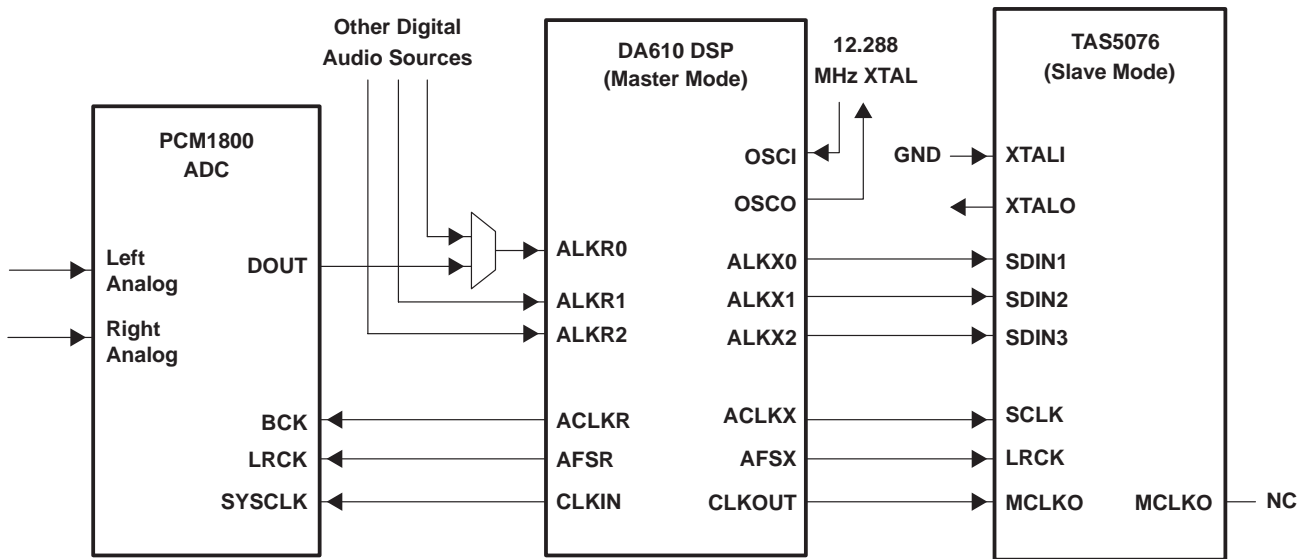 Other Digital
Audio Sources
PCM1800
ADC
Left
Analog
Right
Analog
DOUT
BCK
LRCK
SYSCLK
DA610 DSP
(Master Mode)
ALKR0
ALKR1
ALKR2
ACLKR
AFSR
CLKIN
OSCI
OSCO
ALKX0
ALKX1
ALKX2
ACLKX
AFSX
CLKOUT
12.288
MHz XTAL
GND
TAS5076
(Slave Mode)
XTALI
XTALO
SDIN1
SDIN2
SDIN3
SCLK
LRCK
MCLKO
MCLKO
NC